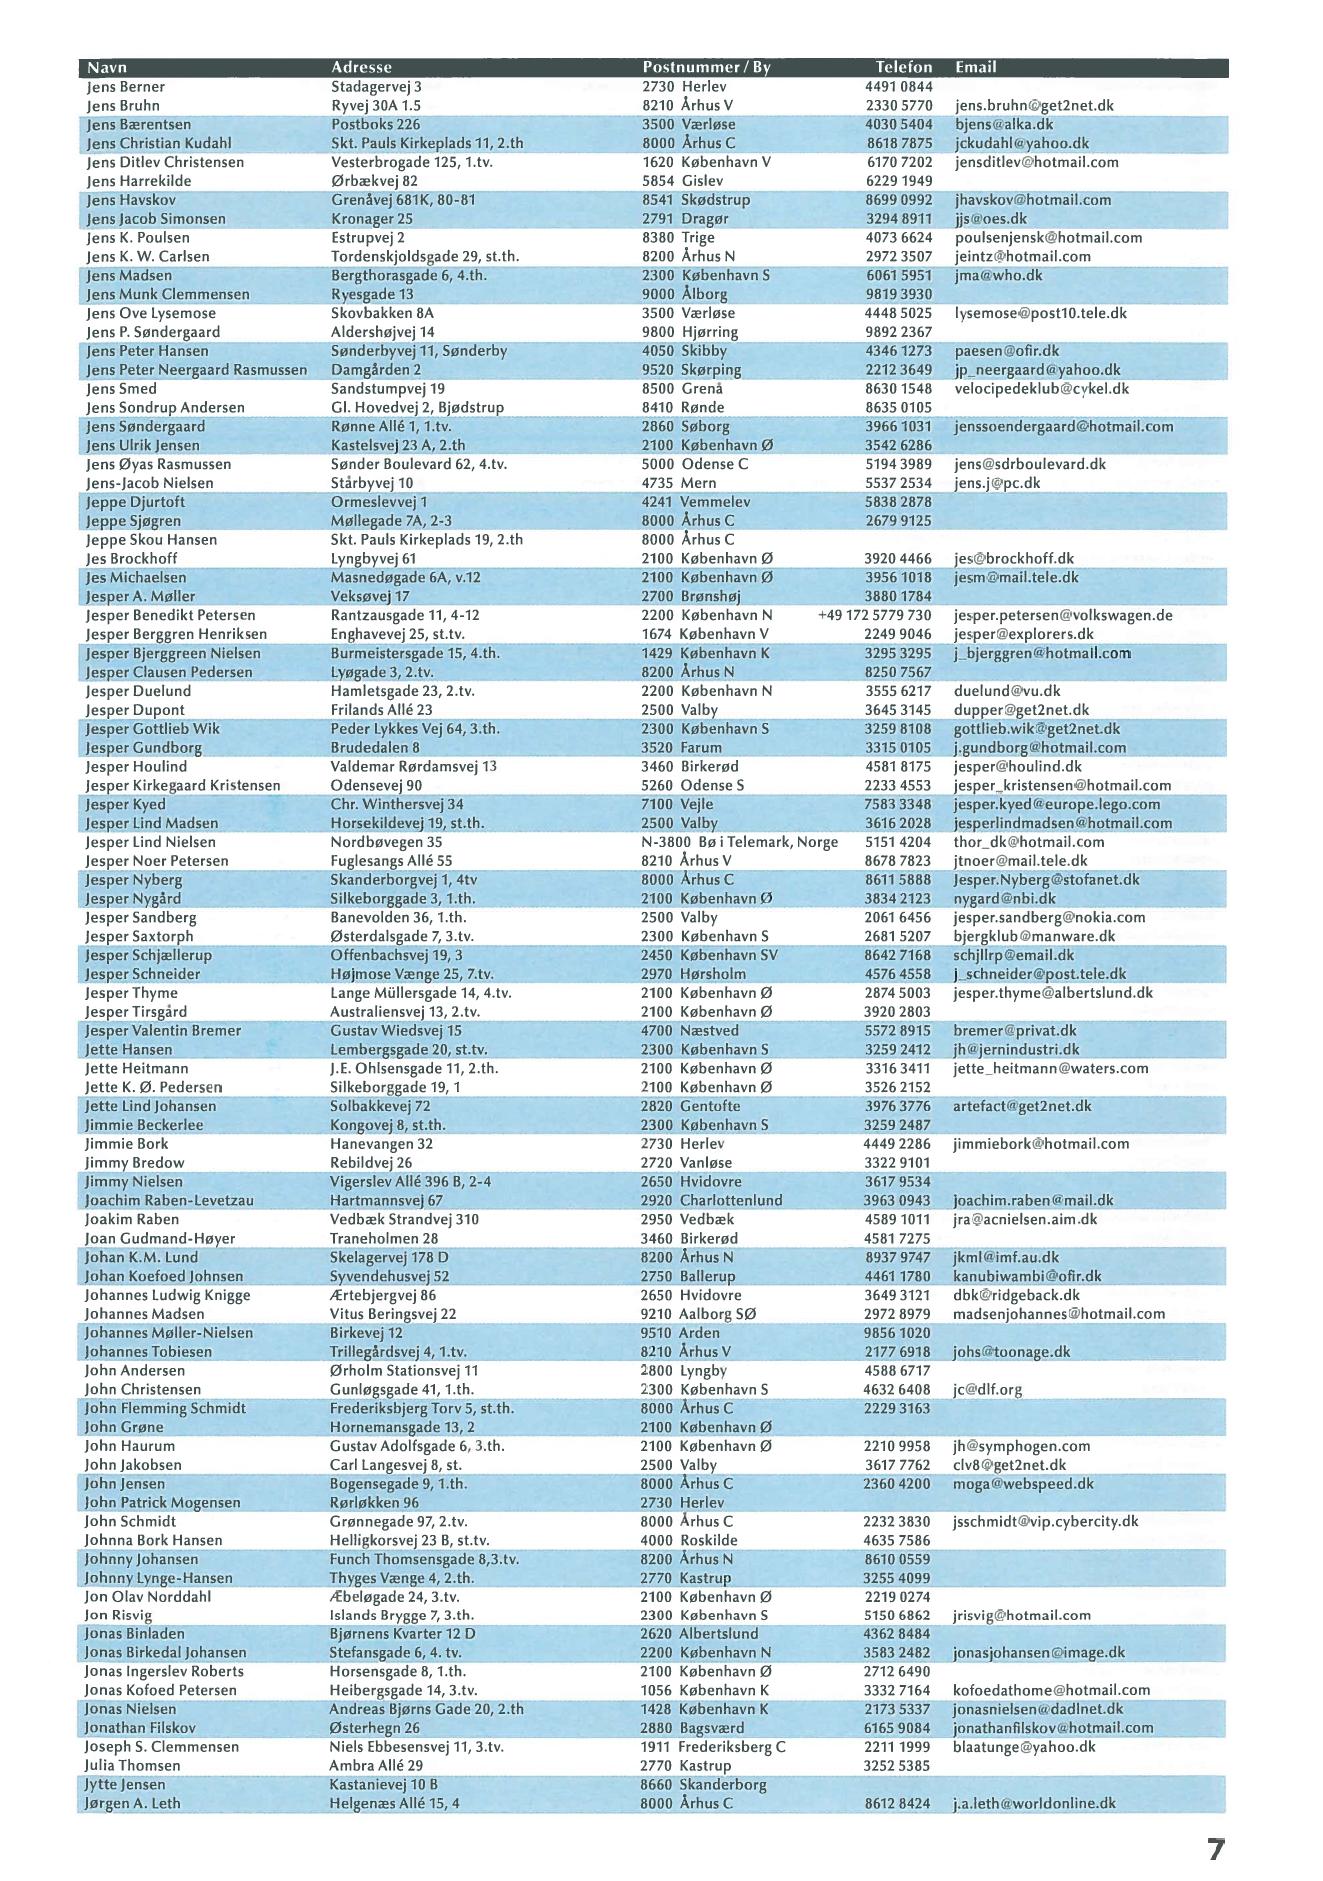 Navn Adresse Postnummer / By Telefon Email
Jens Berner Stadagervej 3 2730 Herlev 4491 0844
Jens Bruhn Ryvej 30A 1.5 8210 Århus V 2330 5770 jens.bruhn@get2net.dk
Jens Bærentsen Postboks 226 3500 Værløse 4030 5404 bjens@alka.dk
Jens Christian Kudahl Skt. Pauls Kirkeplads 11, 2.th 8000 Århus C 8618 7875 jckudahl@yahoo.dk
Jens Ditlev Christensen Vesterbrogade 125, 1.tv. 1620 København V 6170 7202 jensditlev@hotmail.com
Jens Harrekilde Ørbækvej 82 5854 Gislev 6229 1949
Jens Havskov Grenåvej 681K, 80-81 8541 Skødstrup 8699 0992 jhavskov@hotmail.com
Jens Jacob Simonsen Kronager 25 2791 Dragør 3294 8911 jjs@oes.dk
Jens K. Poulsen Estrupvej 2 8380 Trige 4073 6624 poulsenjensk@hotmail.com
Jens K. W. Carlsen Tordenskjoldsgade 29, st.th. 8200 Århus N 2972 3507 jeintz@hotmail.com
Jens Madsen Bergthorasgade 6, 4.th. 2300 København S 6061 5951 jma@who.dk
Jens Munk Clemmensen Ryesgade 13 9000 Ålborg 9819 3930
Jens Ove Lysemose Skovbakken 8A 3500 Værløse 4448 5025 lysemose@post10.tele.dk
Jens P. Søndergaard Aldershøjvej 14 9800 Hjørring 9892 2367
Jens Peter Hansen Sønderbyvej 11, Sønderby 4050 Skibby 4346 1273 paesen@ofir.dk
Jens Peter Neergaard Rasmussen Damgården 2 9520 Skørping 2212 3649 jp_neergaard@yahoo.dk
Jens Smed Sandstumpvej 19 8500 Grenå 8630 1548 velocipedeklub@cykel.dk
Jens Sondrup Andersen Gl. Hovedvej 2, Bjødstrup 8410 Rønde 8635 0105
Jens Søndergaard Rønne Allé 1, 1.tv. 2860 Søborg 3966 1031 jenssoendergaard@hotmail.com
Jens Ulrik Jensen Kastelsvej 23 A, 2.th 2100 København Ø 3542 6286
Jens Øyas Rasmussen Sønder Boulevard 62, 4.tv. 5000 Odense C 5194 3989 jens@sdrboulevard.dk
Jens-Jacob Nielsen Stårbyvej 10 4735 Mern 5537 2534 jens.j@pc.dk
Jeppe Djurtoft Ormeslevvej 1 4241 Vemmelev 5838 2878
Jeppe Sjøgren Møllegade 7A, 2-3 8000 Århus C 2679 9125
Jeppe Skou Hansen Skt. Pauls Kirkeplads 19, 2.th 8000 Århus C
Jes Brockhoff Lyngbyvej 61 2100 København Ø 3920 4466 jes@brockhoff.dk
Jes Michaelsen Masnedøgade 6A, v.12 2100 København Ø 3956 1018 jesm@mail.tele.dk
Jesper A. Møller Veksøvej 17 2700 Brønshøj 3880 1784
Jesper Benedikt Petersen Rantzausgade 11, 4-12 2200 København N +49 172 5779 730 jesper.petersen@volkswagen.de
Jesper Berggren Henriksen Enghavevej 25, st.tv. 1674 København V 2249 9046 jesper@explorers.dk
Jesper Bjerggreen Nielsen Burmeistersgade 15, 4.th. 1429 København K 3295 3295 j_bjerggren@hotmail.com
Jesper Clausen Pedersen Lyøgade 3, 2.tv. 8200 Århus N 8250 7567
Jesper Duelund Hamletsgade 23, 2.tv. 2200 København N 3555 6217 duelund@vu.dk
Jesper Dupont Frilands Allé 23 2500 Valby 3645 3145 dupper@get2net.dk
Jesper Gottlieb Wik Peder Lykkes Vej 64, 3.th. 2300 København S 3259 8108 gottlieb.wik@get2net.dk
Jesper Gundborg Brudedalen 8 3520 Farum 3315 0105 j.gundborg@hotmail.com
Jesper Houlind Valdemar Rørdamsvej 13 3460 Birkerød 4581 8175 jesper@houlind.dk
Jesper Kirkegaard Kristensen Odensevej 90 5260 Odense S 2233 4553 jesper_kristensen@hotmail.com
Jesper Kyed Chr. Winthersvej 34 7100 Vejle 7583 3348 jesper.kyed@europe.lego.com
Jesper Lind Madsen Horsekildevej 19, st.th. 2500 Valby 3616 2028 jesperlindmadsen@hotmail.com
Jesper Lind Nielsen Nordbøvegen 35 N-3800 Bø i Telemark, Norge 5151 4204 thor_dk@hotmail.com
Jesper Noer Petersen Fuglesangs Allé 55 8210 Århus V 8678 7823 jtnoer@mail.tele.dk
Jesper Nyberg Skanderborgvej 1, 4tv 8000 Århus C 8611 5888 Jesper.Nyberg@stofanet.dk
Jesper Nygård Silkeborggade 3, 1.th. 2100 København Ø 3834 2123 nygard@nbi.dk
Jesper Sandberg Banevolden 36, 1.th. 2500 Valby 2061 6456 jesper.sandberg@nokia.com
Jesper Saxtorph Østerdalsgade 7, 3.tv. 2300 København S 2681 5207 bjergklub@manware.dk
Jesper Schjællerup Offenbachsvej 19, 3 2450 København SV 8642 7168 schjllrp@email.dk
Jesper Schneider Højmose Vænge 25, 7.tv. 2970 Hørsholm 4576 4558 j_schneider@post.tele.dk
Jesper Thyme Lange Müllersgade 14, 4.tv. 2100 København Ø 2874 5003 jesper.thyme@albertslund.dk
Jesper Tirsgård Australiensvej 13, 2.tv. 2100 København Ø 3920 2803
Jesper Valentin Bremer Gustav Wiedsvej 15 4700 Næstved 5572 8915 bremer@privat.dk
Jette Hansen Lembergsgade 20, st.tv. 2300 København S 3259 2412 jh@jernindustri.dk
Jette Heitmann J.E. Ohlsensgade 11, 2.th. 2100 København Ø 3316 3411 jette_heitmann@waters.com
Jette K. Ø. Pedersen Silkeborggade 19, 1 2100 København Ø 3526 2152
Jette Lind Johansen Solbakkevej 72 2820 Gentofte 3976 3776 artefact@get2net.dk
Jimmie Beckerlee Kongovej 8, st.th. 2300 København S 3259 2487
Jimmie Bork Hanevangen 32 2730 Herlev 4449 2286 jimmiebork@hotmail.com
Jimmy Bredow Rebildvej 26 2720 Vanløse 3322 9101
Jimmy Nielsen Vigerslev Allé 396 B, 2-4 2650 Hvidovre 3617 9534
Joachim Raben-Levetzau Hartmannsvej 67 2920 Charlottenlund 3963 0943 joachim.raben@mail.dk
Joakim Raben Vedbæk Strandvej 310 2950 Vedbæk 4589 1011 jra@acnielsen.aim.dk
Joan Gudmand-Høyer Traneholmen 28 3460 Birkerød 4581 7275
Johan K.M. Lund Skelagervej 178 D 8200 Århus N 8937 9747 jkml@imf.au.dk
Johan Koefoed Johnsen Syvendehusvej 52 2750 Ballerup 4461 1780 kanubiwambi@ofir.dk
Johannes Ludwig Knigge Ærtebjergvej 86 2650 Hvidovre 3649 3121 dbk@ridgeback.dk
Johannes Madsen Vitus Beringsvej 22 9210 Aalborg SØ 2972 8979 madsenjohannes@hotmail.com
Johannes Møller-Nielsen Birkevej 12 9510 Arden 9856 1020
Johannes Tobiesen Trillegårdsvej 4, 1.tv. 8210 Århus V 2177 6918 johs@toonage.dk
John Andersen Ørholm Stationsvej 11 2800 Lyngby 4588 6717
John Christensen Gunløgsgade 41, 1.th. 2300 København S 4632 6408 jc@dlf.org
John Flemming Schmidt Frederiksbjerg Torv 5, st.th. 8000 Århus C 2229 3163
John Grøne Hornemansgade 13, 2 2100 København Ø
John Haurum Gustav Adolfsgade 6, 3.th. 2100 København Ø 2210 9958 jh@symphogen.com
John Jakobsen Carl Langesvej 8, st. 2500 Valby 3617 7762 clv8@get2net.dk
John Jensen Bogensegade 9, 1.th. 8000 Århus C 2360 4200 moga@webspeed.dk
John Patrick Mogensen Rørløkken 96 2730 Herlev
John Schmidt Grønnegade 97, 2.tv. 8000 Århus C 2232 3830 jsschmidt@vip.cybercity.dk
Johnna Bork Hansen Helligkorsvej 23 B, st.tv. 4000 Roskilde 4635 7586
Johnny Johansen Funch Thomsensgade 8,3.tv. 8200 Århus N 8610 0559
Johnny Lynge-Hansen Thyges Vænge 4, 2.th. 2770 Kastrup 3255 4099
Jon Olav Norddahl Æbeløgade 24, 3.tv. 2100 København Ø 2219 0274
Jon Risvig Islands Brygge 7, 3.th. 2300 København S 5150 6862 jrisvig@hotmail.com
Jonas Binladen Bjørnens Kvarter 12 D 2620 Albertslund 4362 8484
Jonas Birkedal Johansen Stefansgade 6, 4. tv. 2200 København N 3583 2482 jonasjohansen@image.dk
Jonas Ingerslev Roberts Horsensgade 8, 1.th. 2100 København Ø 2712 6490
Jonas Kofoed Petersen Heibergsgade 14, 3.tv. 1056 København K 3332 7164 kofoedathome@hotmail.com
Jonas Nielsen Andreas Bjørns Gade 20, 2.th 1428 København K 2173 5337 jonasnielsen@dadlnet.dk
Jonathan Filskov Østerhegn 26 2880 Bagsværd 6165 9084 jonathanfilskov@hotmail.com
Joseph S. Clemmensen Niels Ebbesensvej 11, 3.tv. 1911 Frederiksberg C 2211 1999 blaatunge@yahoo.dk
Julia Thomsen Ambra Allé 29 2770 Kastrup 3252 5385
Jytte Jensen Kastanievej 10 B 8660 Skanderborg
Jørgen A. Leth Helgenæs Allé 15, 4 8000 Århus C 8612 8424 j.a.leth@worldonline.dk
7